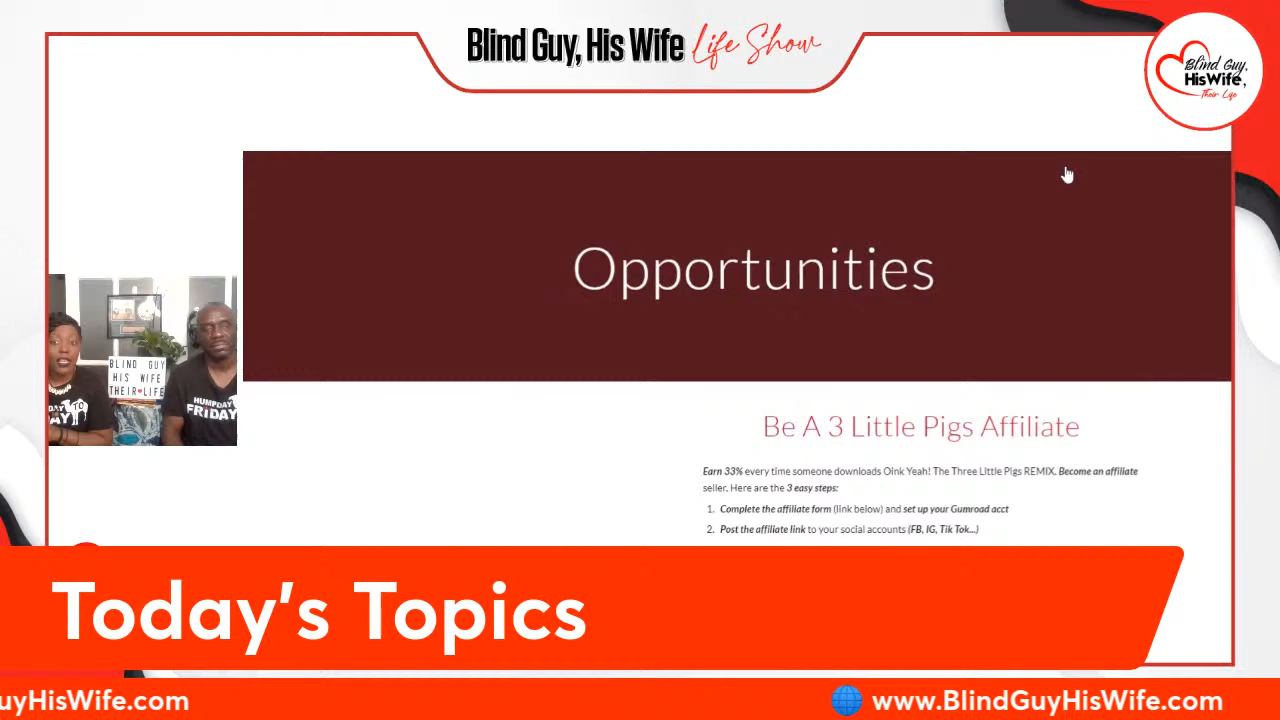 Blind Guy, His Wife Life Show
Blind Guy,
His Wife,
Their Life
Opportunities
BLIND GUY
HIS WIFE
THEIR LIFE
HUMPDAY
FRIDAY
DAY TO
AY
Be A 3 Little Pigs Affiliate
Earn 33% every time someone downloads Oink Yeah! The Three Little Pigs REMIX. Become an affiliate
seller. Here are the 3 easy steps:
1. Complete the affiliate form (link below) and set up your Gumroad acct
2. Post the affiliate link to your social accounts (FB, IG, Tik Tok...)
Today's Topics
uyHisWife.com
www.BlindGuyHisWife.com